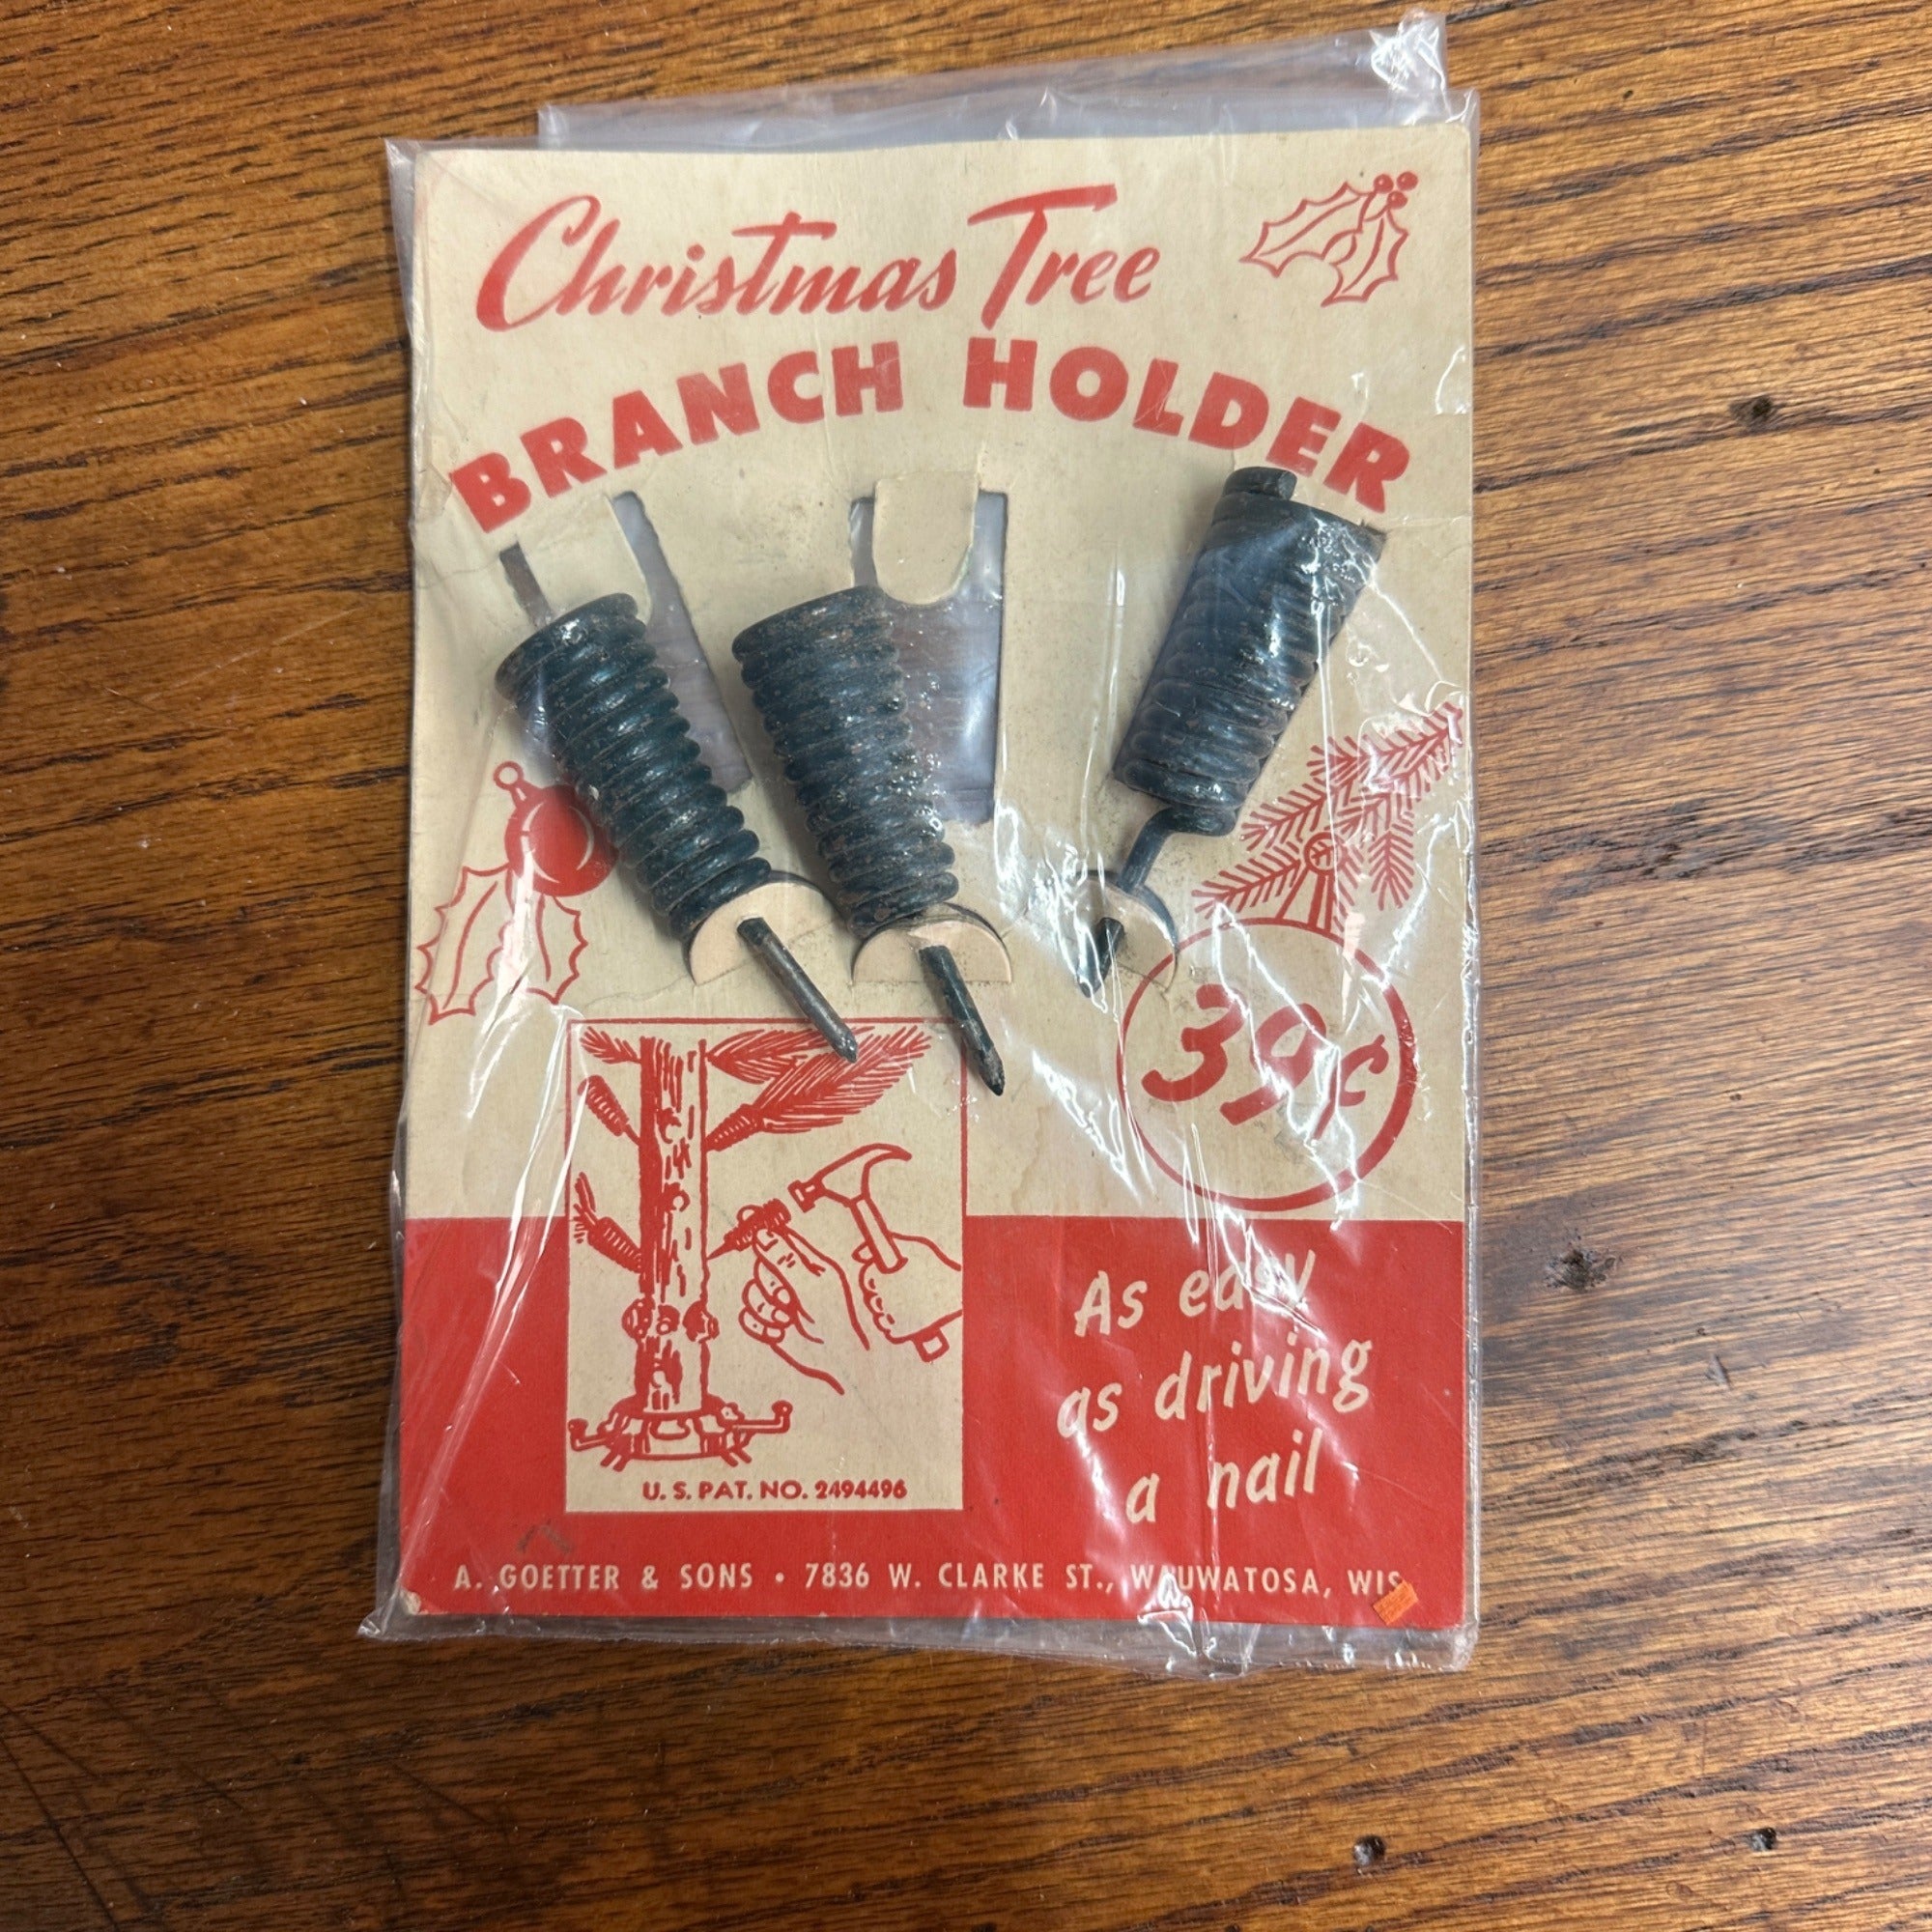 Christmas Tree
BRANCH HOLDER
39¢
As easy
as driving
a nail
U. S. PAT. NO. 2494496
A. GOETTER & SONS • 7836 W. CLARKE ST., WAUWATOSA, WIS.